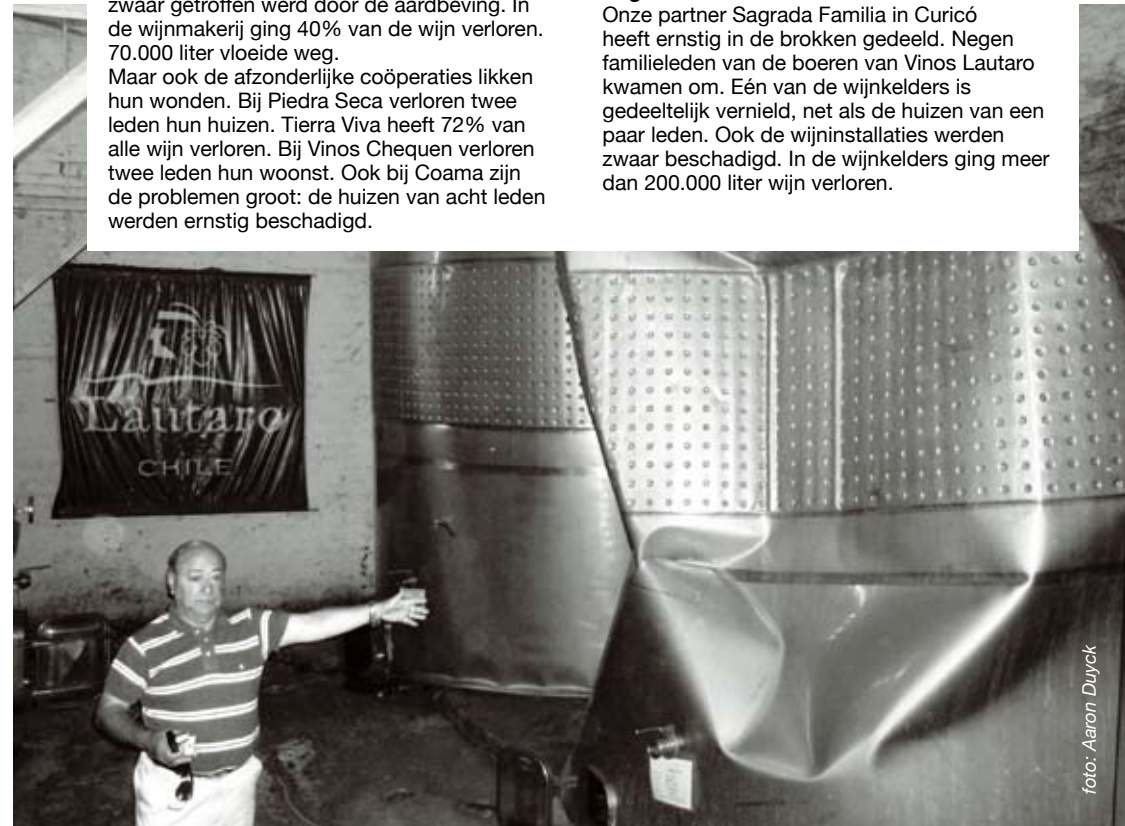 zwaar getroffen werd door de aardbeving. In
de wijnmakerij ging 40% van de wijn verloren.
70.000 liter vloeide weg.
Maar ook de afzonderlijke coöperaties likken
hun wonden. Bij Piedra Seca verloren twee
leden hun huizen. Tierra Viva heeft 72% van
alle wijn verloren. Bij Vinos Chequen verloren
twee leden hun woonst. Ook bij Coama zijn
de problemen groot: de huizen van acht leden
werden ernstig beschadigd.
Onze partner Sagrada Familia in Curicó
heeft ernstig in de brokken gedeeld. Negen
familieleden van de boeren van Vinos Lautaro
kwamen om. Eén van de wijnkelders is
gedeeltelijk vernield, net als de huizen van een
paar leden. Ook de wijninstallaties werden
zwaar beschadigd. In de wijnkelders ging meer
dan 200.000 liter wijn verloren.
Lautaro
CHILE
foto: Aaron Duyck